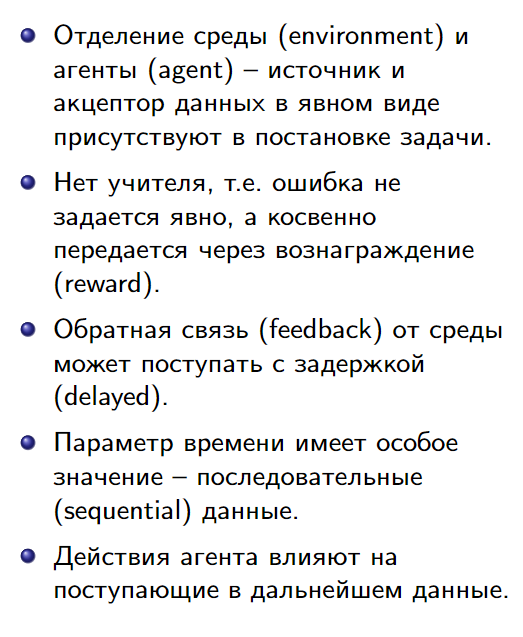 Отделение среды (environment) и
агенты (agent) – источник и
акцептор данных в явном виде
присутствуют в постановке задачи.
Нет учителя, т.е. ошибка не
задается явно, а косвенно
передается через вознаграждение
(reward).
Обратная связь (feedback) от среды
может поступать с задержкой
(delayed).
Параметр времени имеет особое
значение – последовательные
(sequential) данные.
Действия агента влияют на
поступающие в дальнейшем данные.